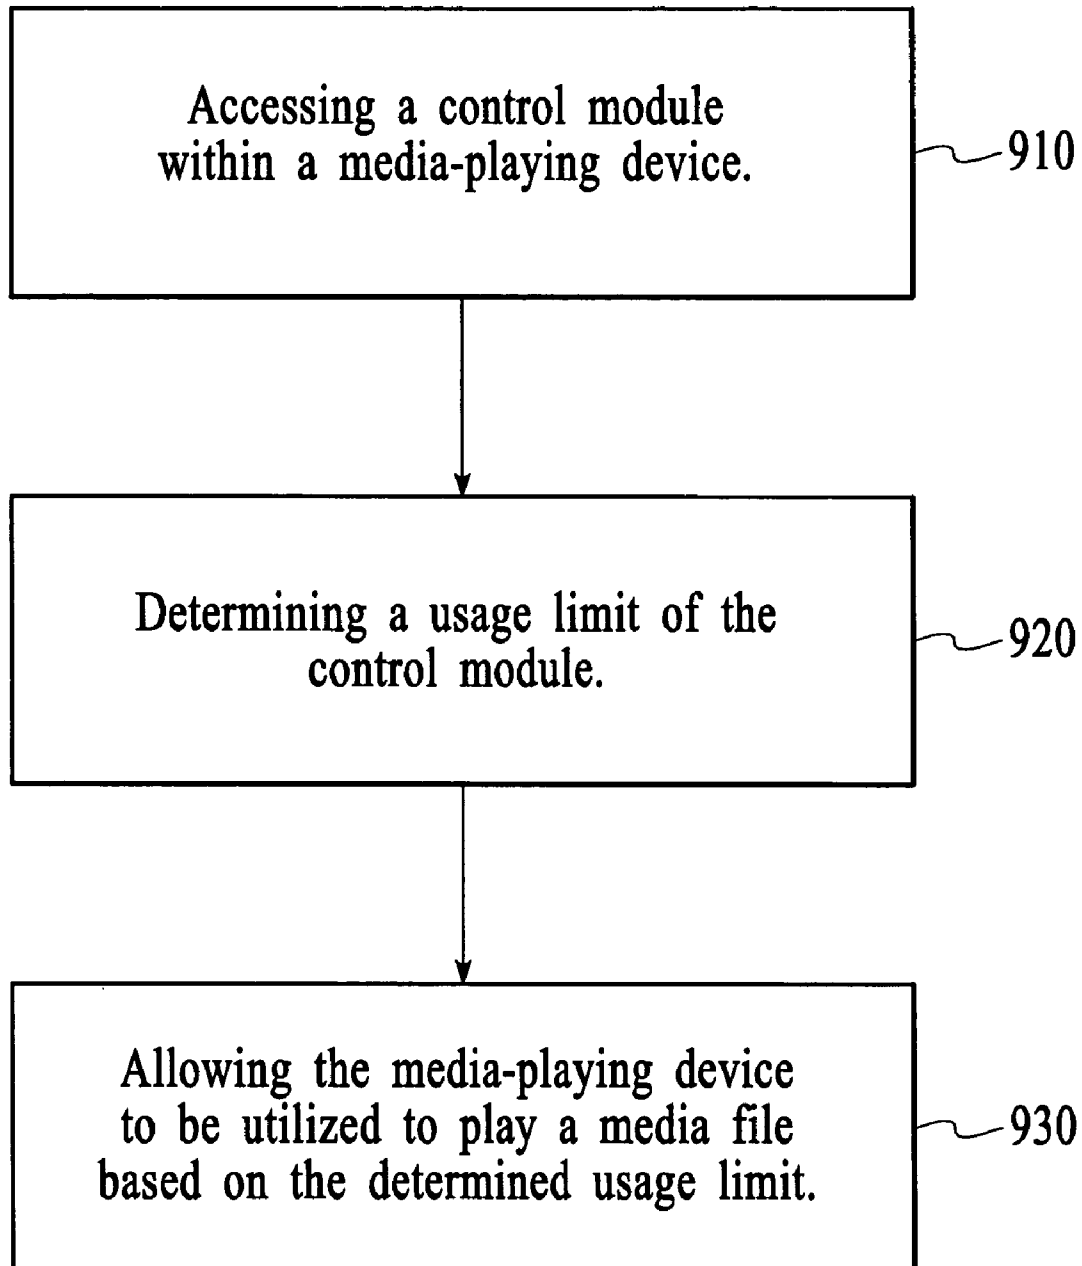 Accessing a control module
within a media-playing device.
910
Determining a usage limit of the
control module.
920
Allowing the media-playing device
to be utilized to play a media file
based on the determined usage limit.
930